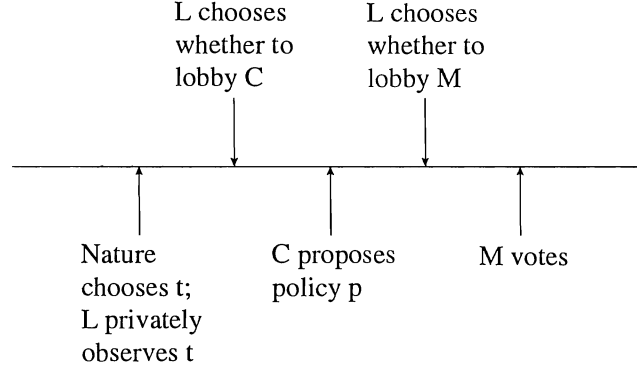 L chooses
whether to
lobby C
L chooses
whether to
lobby M
Nature
chooses t;
L privately
observes t
C proposes
policy p
M votes